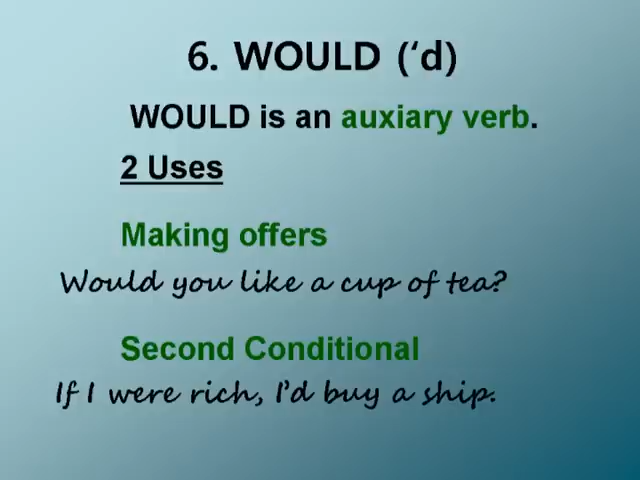 6. WOULD (‘d)
WOULD is an auxiary verb.
2 Uses
Making offers
Would you like a cup of tea?
Second Conditional
If I were rich, I’d buy a ship.